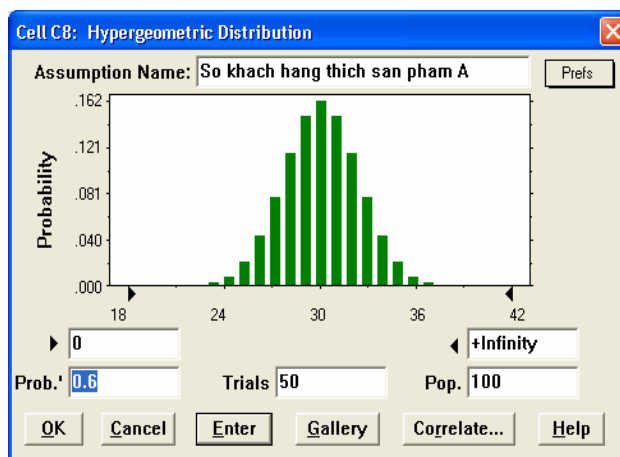 Cell C8: Hypergeometric Distribution
Assumption Name: So khach hang thich san pham A
Prefs
Probability
.162
.121
.081
.040
.000
18 24 30 36 42
0 +Infinity
Prob.' 0.6 Trials 50 Pop. 100
OK Cancel Enter Gallery Correlate... Help